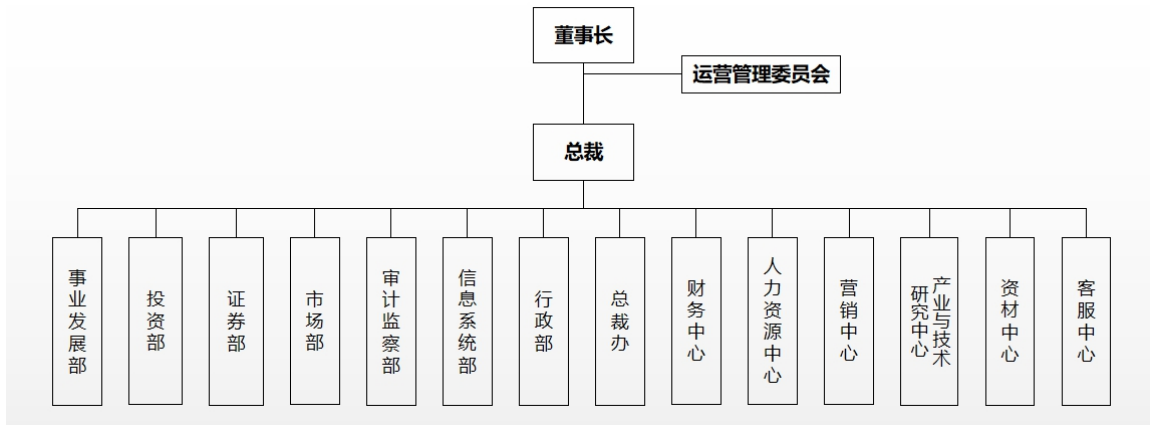 董事长
运营管理委员会
总裁
事业发展部
投资部
证券部
市场部
审计监察部
信息系统部
行政部
总裁办
财务中心
人力资源中心
营销中心
产业与技术
研究中心
资材中心
客服中心